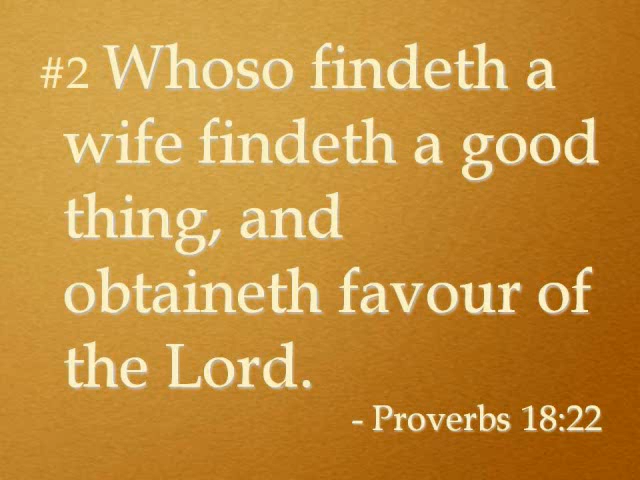 #2 Whoso findeth a
wife findeth a good
thing, and
obtaineth favour of
the Lord.
- Proverbs 18:22